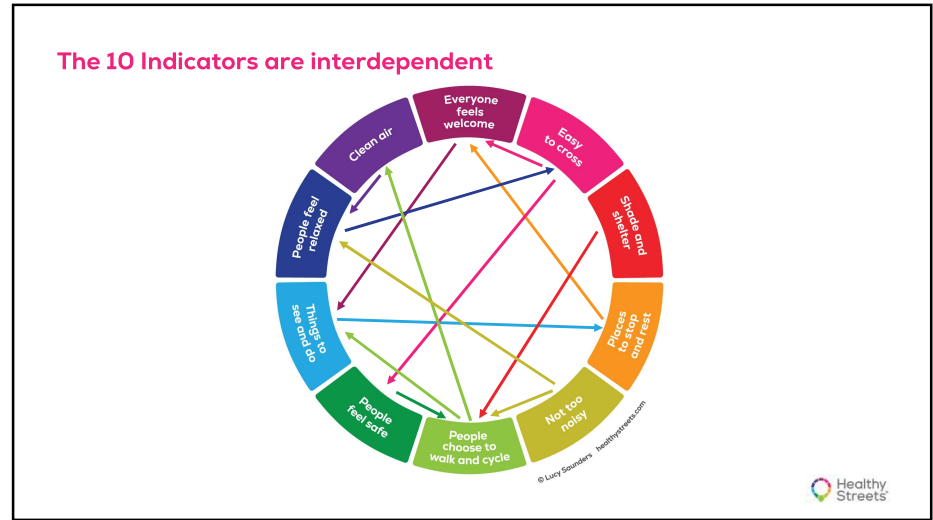 The 10 Indicators are interdependent
Everyone
feels
welcome
Easy
to cross
Shade and
shelter
Places
to stop
and rest
Not too
noisy
People
choose to
walk and cycle
People
feel safe
Things to
see and do
People feel
relaxed
Clean air
© Lucy Saunders healthystreets.com
Healthy
Streets®